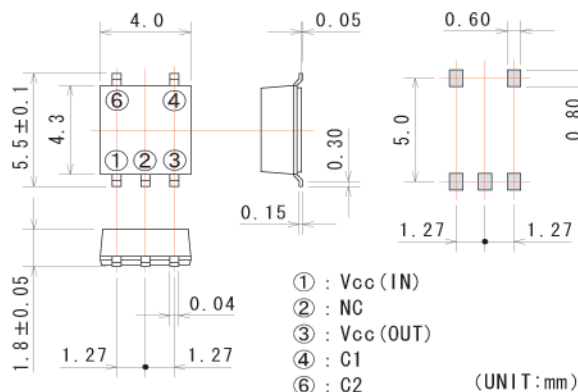 4.0
0.05
0.60
⑥ ④
5.5±0.1
4.3
① ② ③
0.30
0.15
5.0
0.80
1.27 1.27
1.8±0.05
0.04
1.27 1.27
① : Vcc(IN)
② : NC
③ : Vcc(OUT)
④ : C1
⑥ : C2
(UNIT:mm)